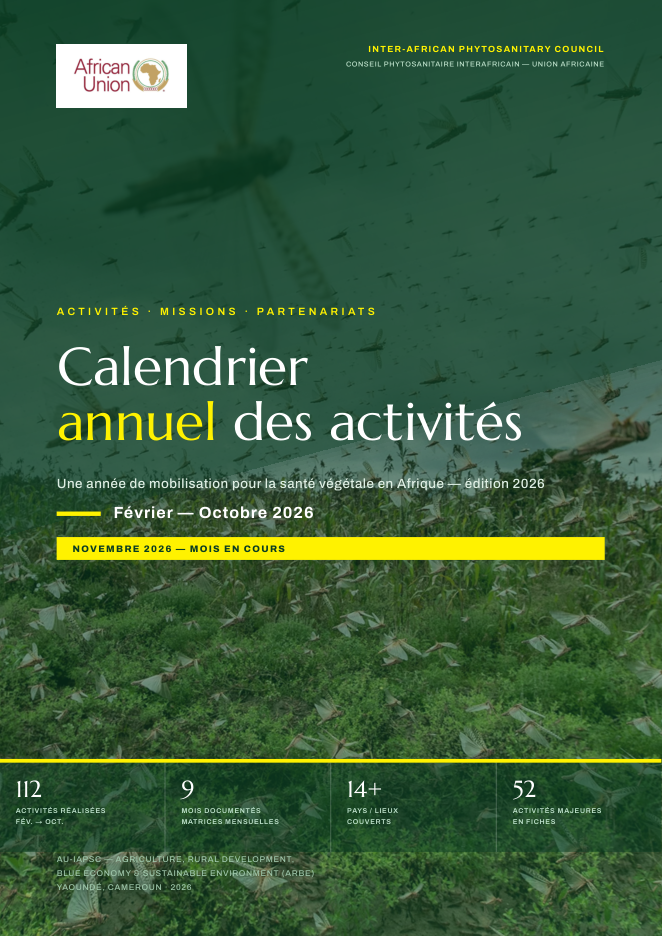 African
Union
INTER-AFRICAN PHYTOSANITARY COUNCIL
CONSEIL PHYTOSANITAIRE INTERAFRICAIN — UNION AFRICAINE
ACTIVITÉS · MISSIONS · PARTENARIATS
Calendrier
annuel des activités
Une année de mobilisation pour la santé végétale en Afrique — édition 2026
Février — Octobre 2026
NOVEMBRE 2026 — MOIS EN COURS
112
ACTIVITÉS RÉALISÉES
FÉV. → OCT.
9
MOIS DOCUMENTÉS
MATRICES MENSUELLES
14+
PAYS / LIEUX
COUVERTS
52
ACTIVITÉS MAJEURES
EN FICHES
AU-IAPSC — AGRICULTURE, RURAL DEVELOPMENT,
BLUE ECONOMY & SUSTAINABLE ENVIRONMENT (ARBE)
YAOUNDÉ, CAMEROUN · 2026